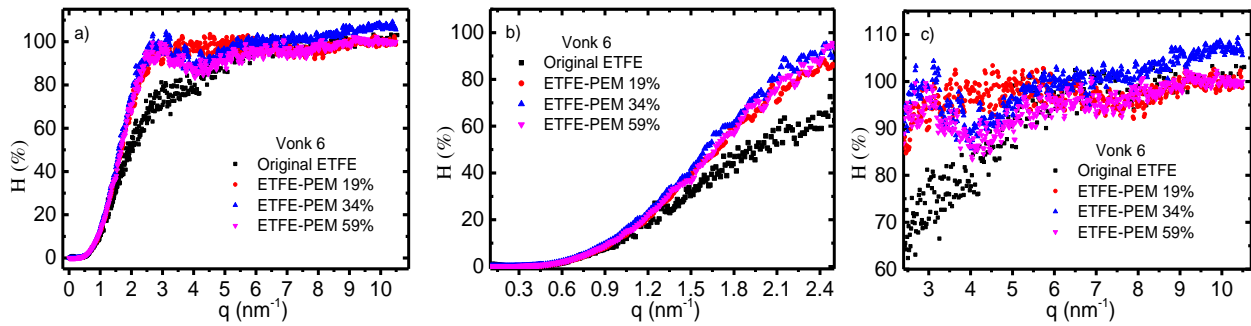 a)
Vonk 6
Original ETFE
ETFE-PEM 19%
ETFE-PEM 34%
ETFE-PEM 59%
H (%)
100
80
60
40
20
0
0 1 2 3 4 5 6 7 8 9 10
q (nm⁻¹)
b)
Vonk 6
Original ETFE
ETFE-PEM 19%
ETFE-PEM 34%
ETFE-PEM 59%
H (%)
100
80
60
40
20
0
0.3 0.6 0.9 1.2 1.5 1.8 2.1 2.4
q (nm⁻¹)
c)
Vonk 6
Original ETFE
ETFE-PEM 19%
ETFE-PEM 34%
ETFE-PEM 59%
H (%)
110
100
90
80
70
60
3 4 5 6 7 8 9 10
q (nm⁻¹)